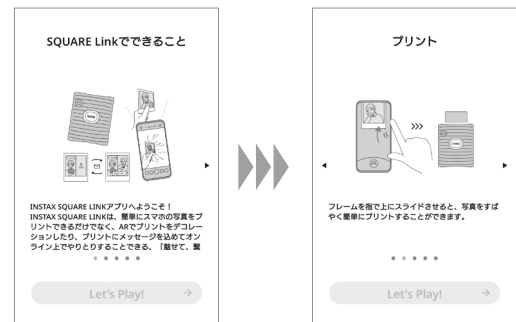 SQUARE Linkでできること
INSTAX SQUARE LINKアプリへようこそ！
INSTAX SQUARE LINKは、簡単にスマホの写真をプ
リントできるだけでなく、ARでプリントをデコレー
ションしたり、プリントにメッセージを込めてオン
ライン上でやりとりすることできる、「魅せて、繋
Let's Play!
プリント
フレームを指で上にスライドさせると、写真をすば
やく簡単にプリントすることができます。
Let's Play!